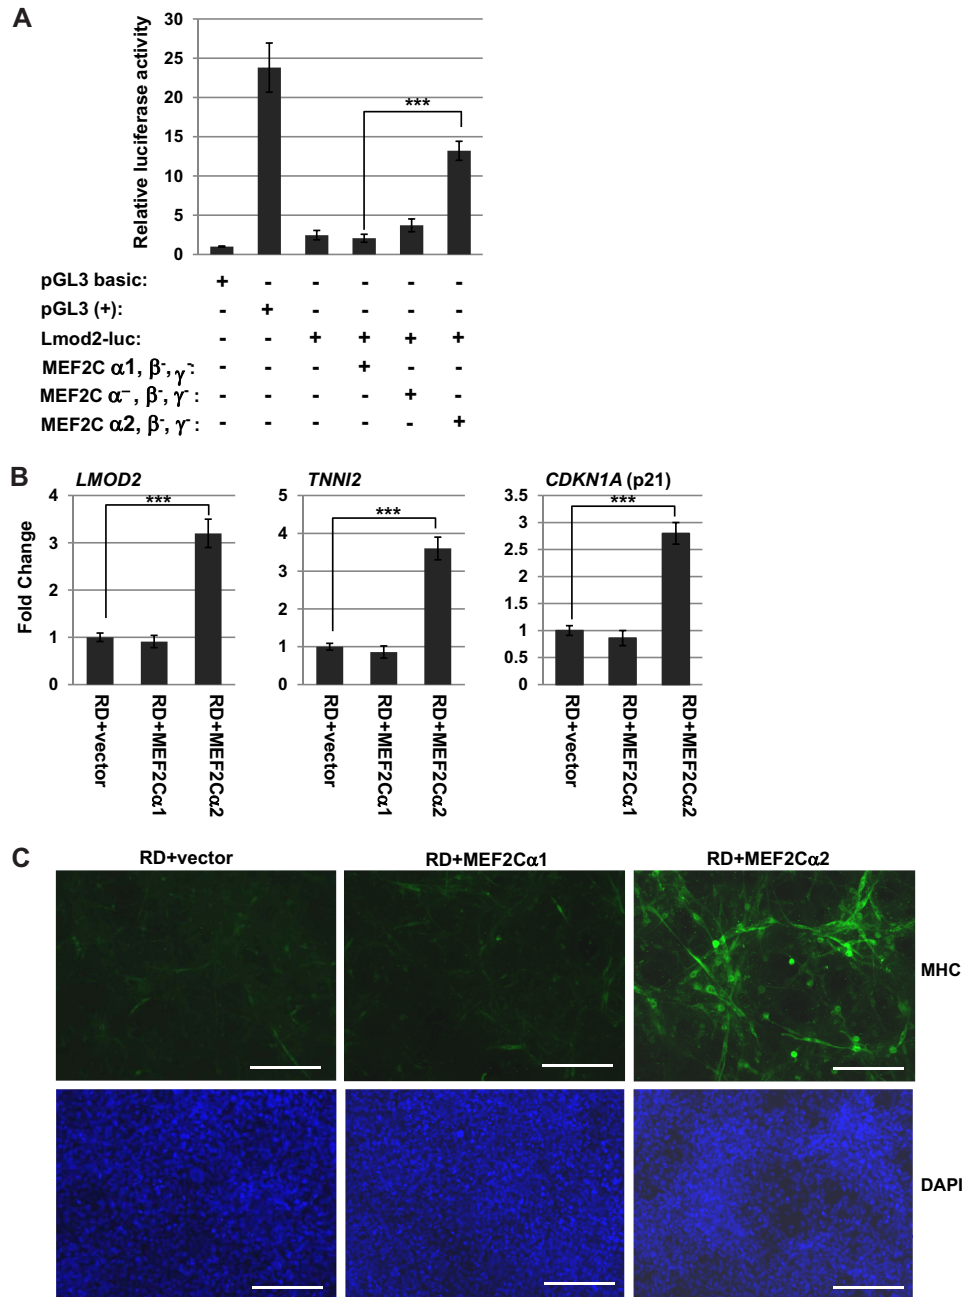 A
Relative luciferase activity
30
25
20
15
10
5
0
***
pGL3 basic: + - - - - -
pGL3 (+): - + - - - -
Lmod2-luc: - - + + + +
MEF2C α1, β-, γ-: - - - + - -
MEF2C α–, β-, γ- : - - - - + -
MEF2C α2, β-, γ- : - - - - - +
B
LMOD2
Fold Change
4
3
2
1
0
***
RD+vector
RD+MEF2Cα1
RD+MEF2Cα2
TNNI2
5
4
3
2
1
0
***
RD+vector
RD+MEF2Cα1
RD+MEF2Cα2
CDKN1A (p21)
3.5
3
2.5
2
1.5
1
0.5
0
***
RD+vector
RD+MEF2Cα1
RD+MEF2Cα2
C
RD+vector RD+MEF2Cα1 RD+MEF2Cα2
MHC
DAPI